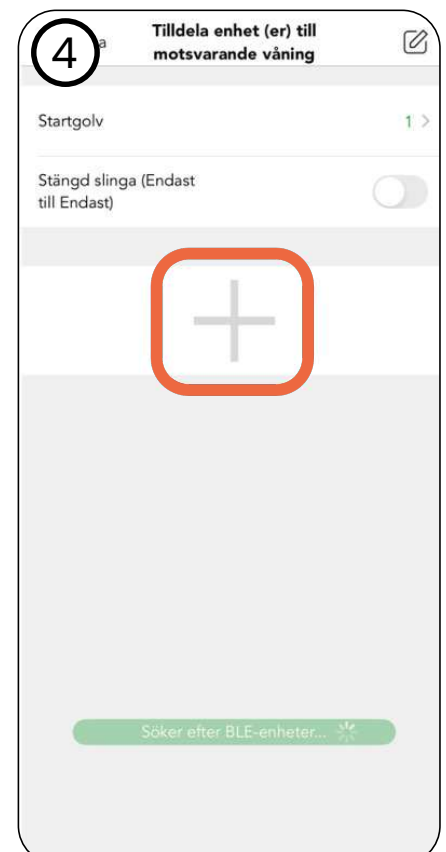 4
Tilldela enhet (er) till
motsvarande våning
Startgolv 1 >
Stängd slinga (Endast
till Endast)
Söker efter BLE-enheter...